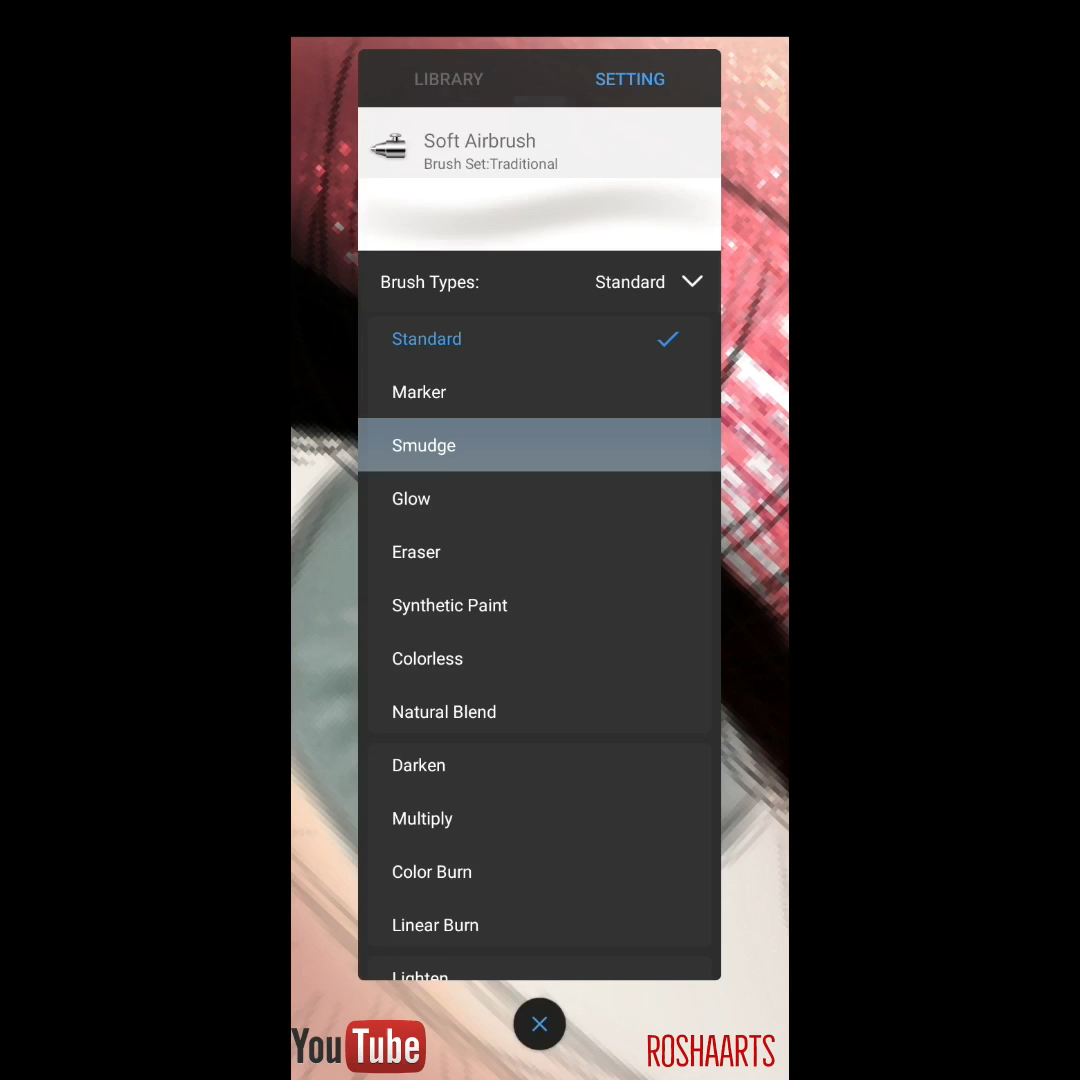 LIBRARY SETTING
Soft Airbrush
Brush Set:Traditional
Brush Types: Standard
Standard
Marker
Smudge
Glow
Eraser
Synthetic Paint
Colorless
Natural Blend
Darken
Multiply
Color Burn
Linear Burn
Lighten
YouTube ROSHAARTS